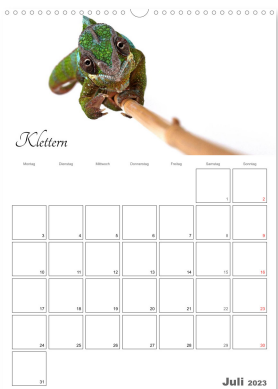 Klettern
Montag Dienstag Mittwoch Donnerstag Freitag Samstag Sonntag
1 2
3 4 5 6 7 8 9
10 11 12 13 14 15 16
17 18 19 20 21 22 23
24 25 26 27 28 29 30
31
Juli 2023